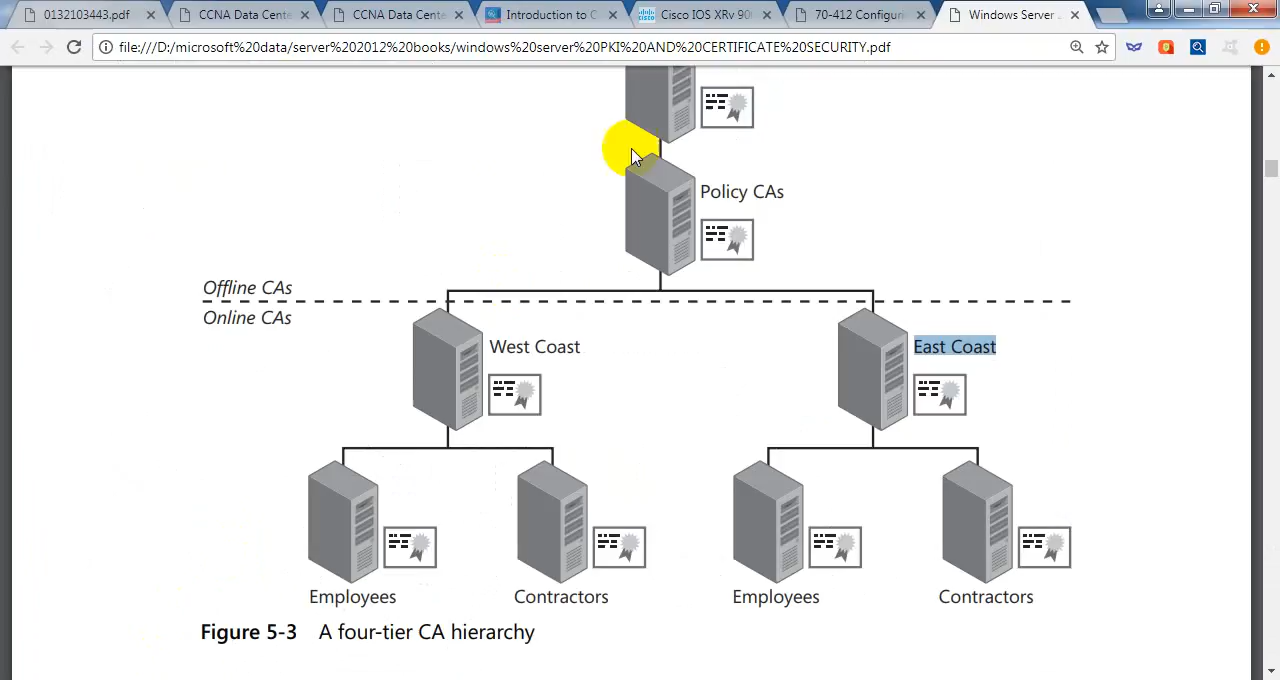 0132103443.pdf
CCNA Data Cente
CCNA Data Cente
Introduction to C
Cisco IOS XRv 90
70-412 Configur
Windows Server
file:///D:/microsoft%20data/server%202012%20books/windows%20server%20PKI%20AND%20CERTIFICATE%20SECURITY.pdf
Policy CAs
Offline CAs
Online CAs
West Coast
East Coast
Employees
Contractors
Employees
Contractors
Figure 5-3 A four-tier CA hierarchy